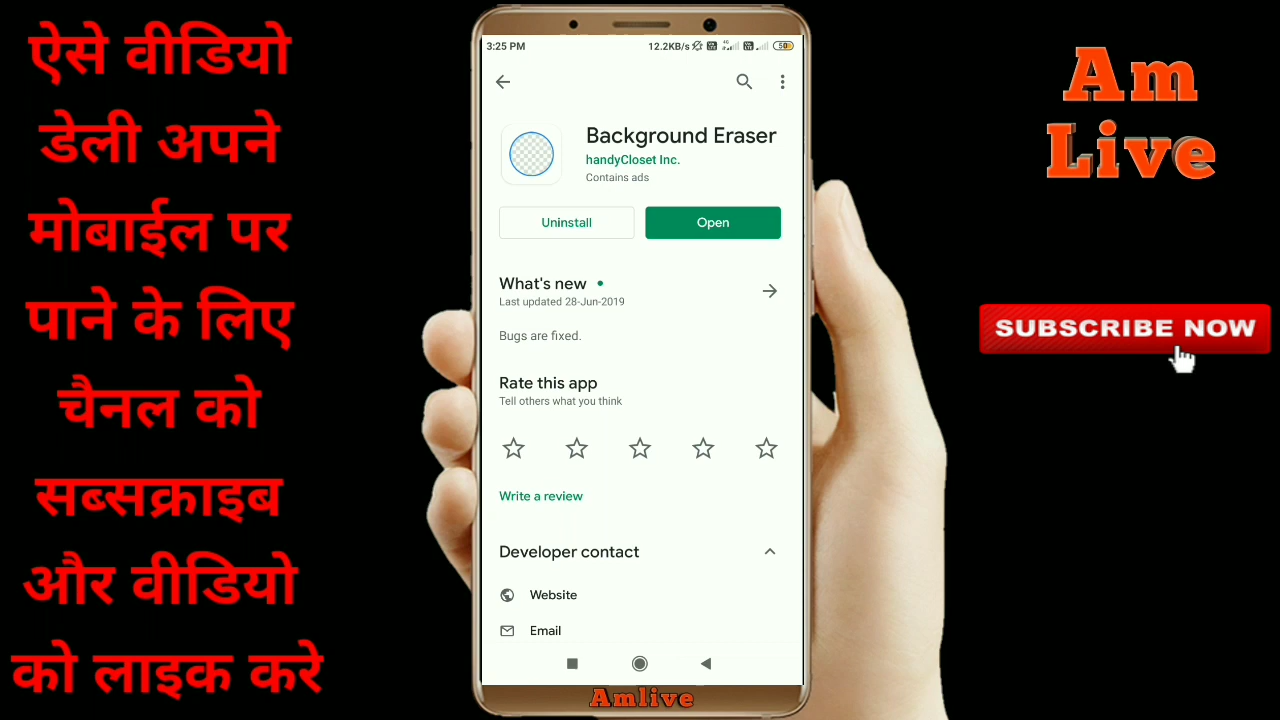 ऐसे वीडियो
डेली अपने
मोबाईल पर
पाने के लिए
चैनल को
सब्सक्राइब
और वीडियो
को लाइक करे
3:25 PM
12.2KB/s
50
Background Eraser
handyCloset Inc.
Contains ads
Uninstall
Open
What's new
Last updated 28-Jun-2019
Bugs are fixed.
Rate this app
Tell others what you think
Write a review
Developer contact
Website
Email
Amlive
Am
Live
SUBSCRIBE NOW